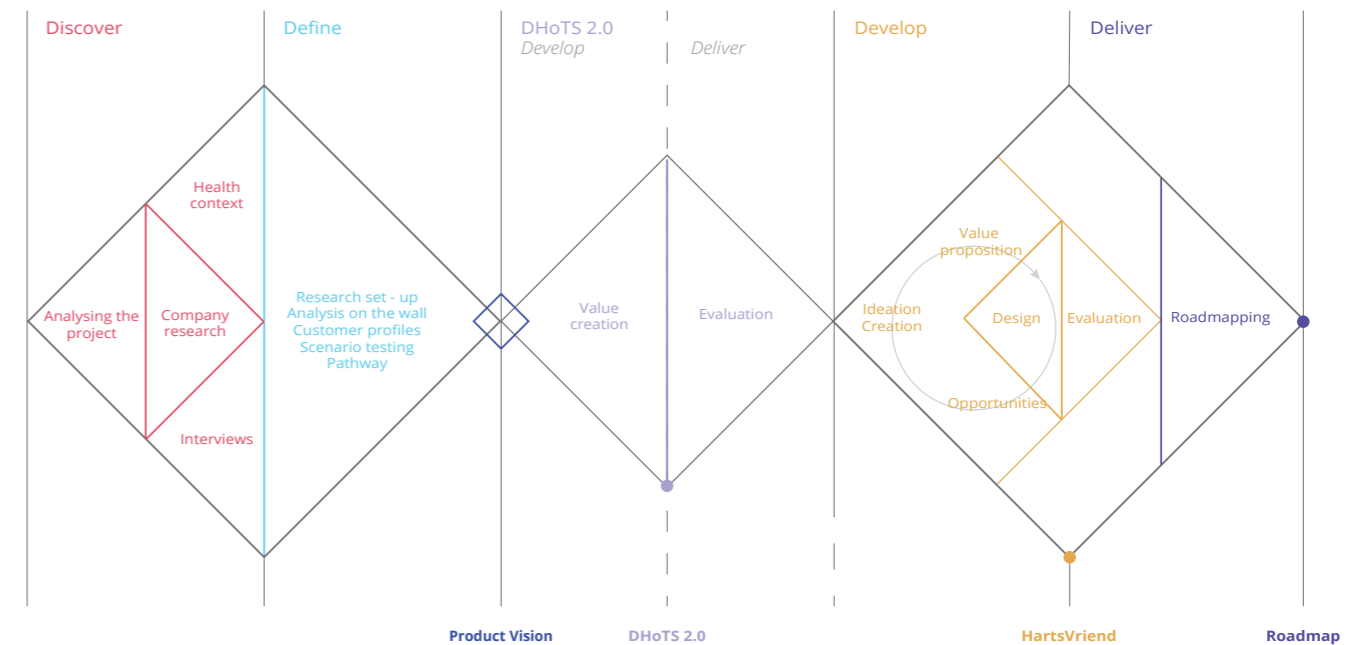 Discover
Define
DHoTS 2.0
Develop
Deliver
Develop
Deliver
Health
context
Analysing the
project
Company
research
Interviews
Research set - up
Analysis on the wall
Customer profiles
Scenario testing
Pathway
Value
creation
Evaluation
Value
proposition
Ideation
Creation
Design
Evaluation
Opportunities
Roadmapping
Product Vision
DHoTS 2.0
HartsVriend
Roadmap